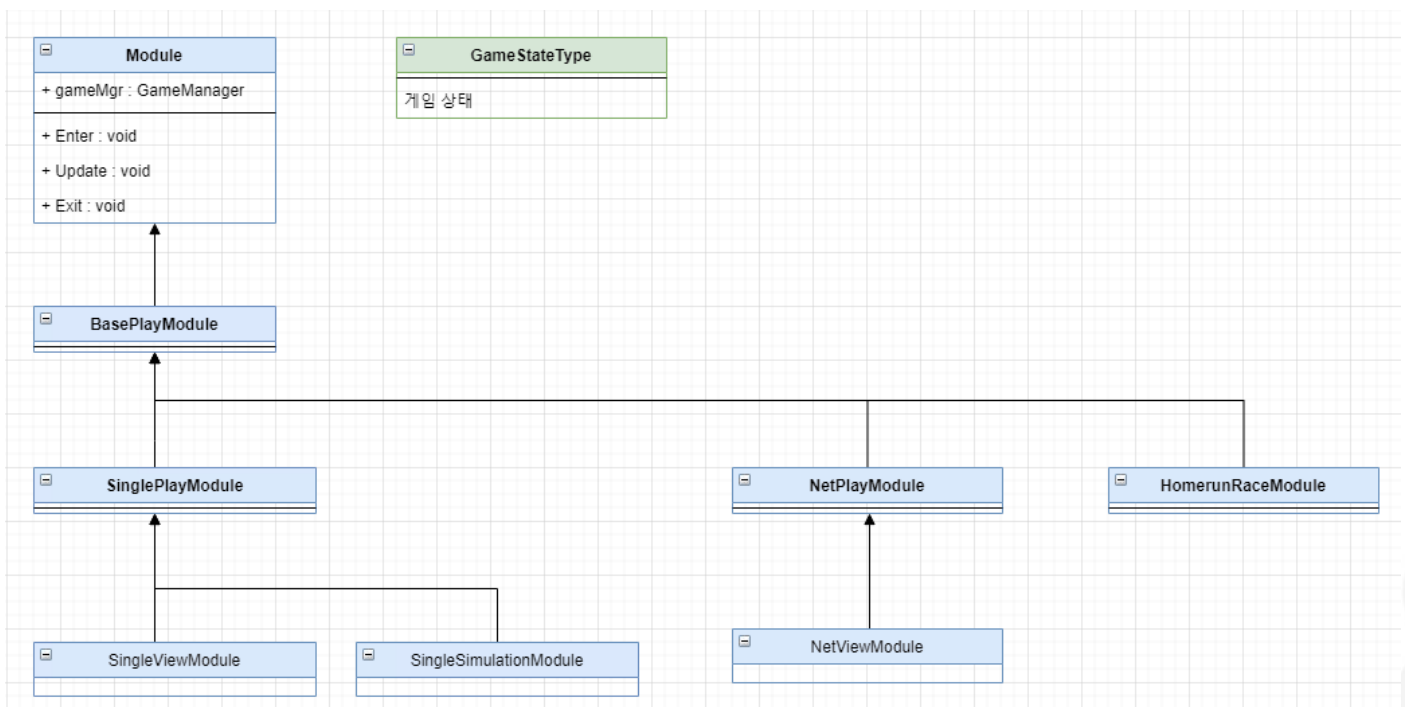 Module
+ gameMgr : GameManager
+ Enter : void
+ Update : void
+ Exit : void
GameStateType
게임 상태
BasePlayModule
SinglePlayModule
NetPlayModule
HomerunRaceModule
SingleViewModule
SingleSimulationModule
NetViewModule